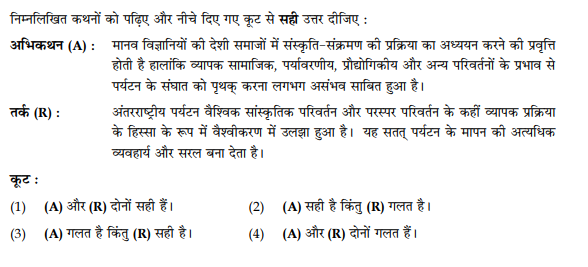 निम्नलिखित कथनों को पढ़िए और नीचे दिए गए कूट से सही उत्तर दीजिए :
अभिकथन (A) : मानव विज्ञानियों की देशी समाजों में संस्कृति-संक्रमण की प्रक्रिया का अध्ययन करने की प्रवृत्ति
होती है हालांकि व्यापक सामाजिक, पर्यावरणीय, प्रौद्योगिकीय और अन्य परिवर्तनों के प्रभाव से
पर्यटन के संघात को पृथक् करना लगभग असंभव साबित हुआ है।
तर्क (R) : अंतरराष्ट्रीय पर्यटन वैश्विक सांस्कृतिक परिवर्तन और परस्पर परिवर्तन के कहीं व्यापक प्रक्रिया
के हिस्सा के रूप में वैश्वीकरण में उलझा हुआ है। यह सतत् पर्यटन के मापन की अत्यधिक
व्यवहार्य और सरल बना देता है।
कूट :
(1) (A) और (R) दोनों सही हैं। (2) (A) सही है किंतु (R) गलत है।
(3) (A) गलत है किंतु (R) सही है। (4) (A) और (R) दोनों गलत हैं।